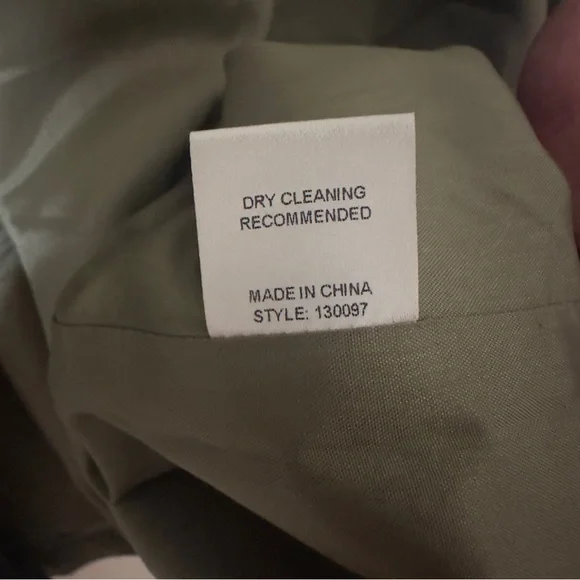 DRY CLEANING
RECOMMENDED
MADE IN CHINA
STYLE: 130097